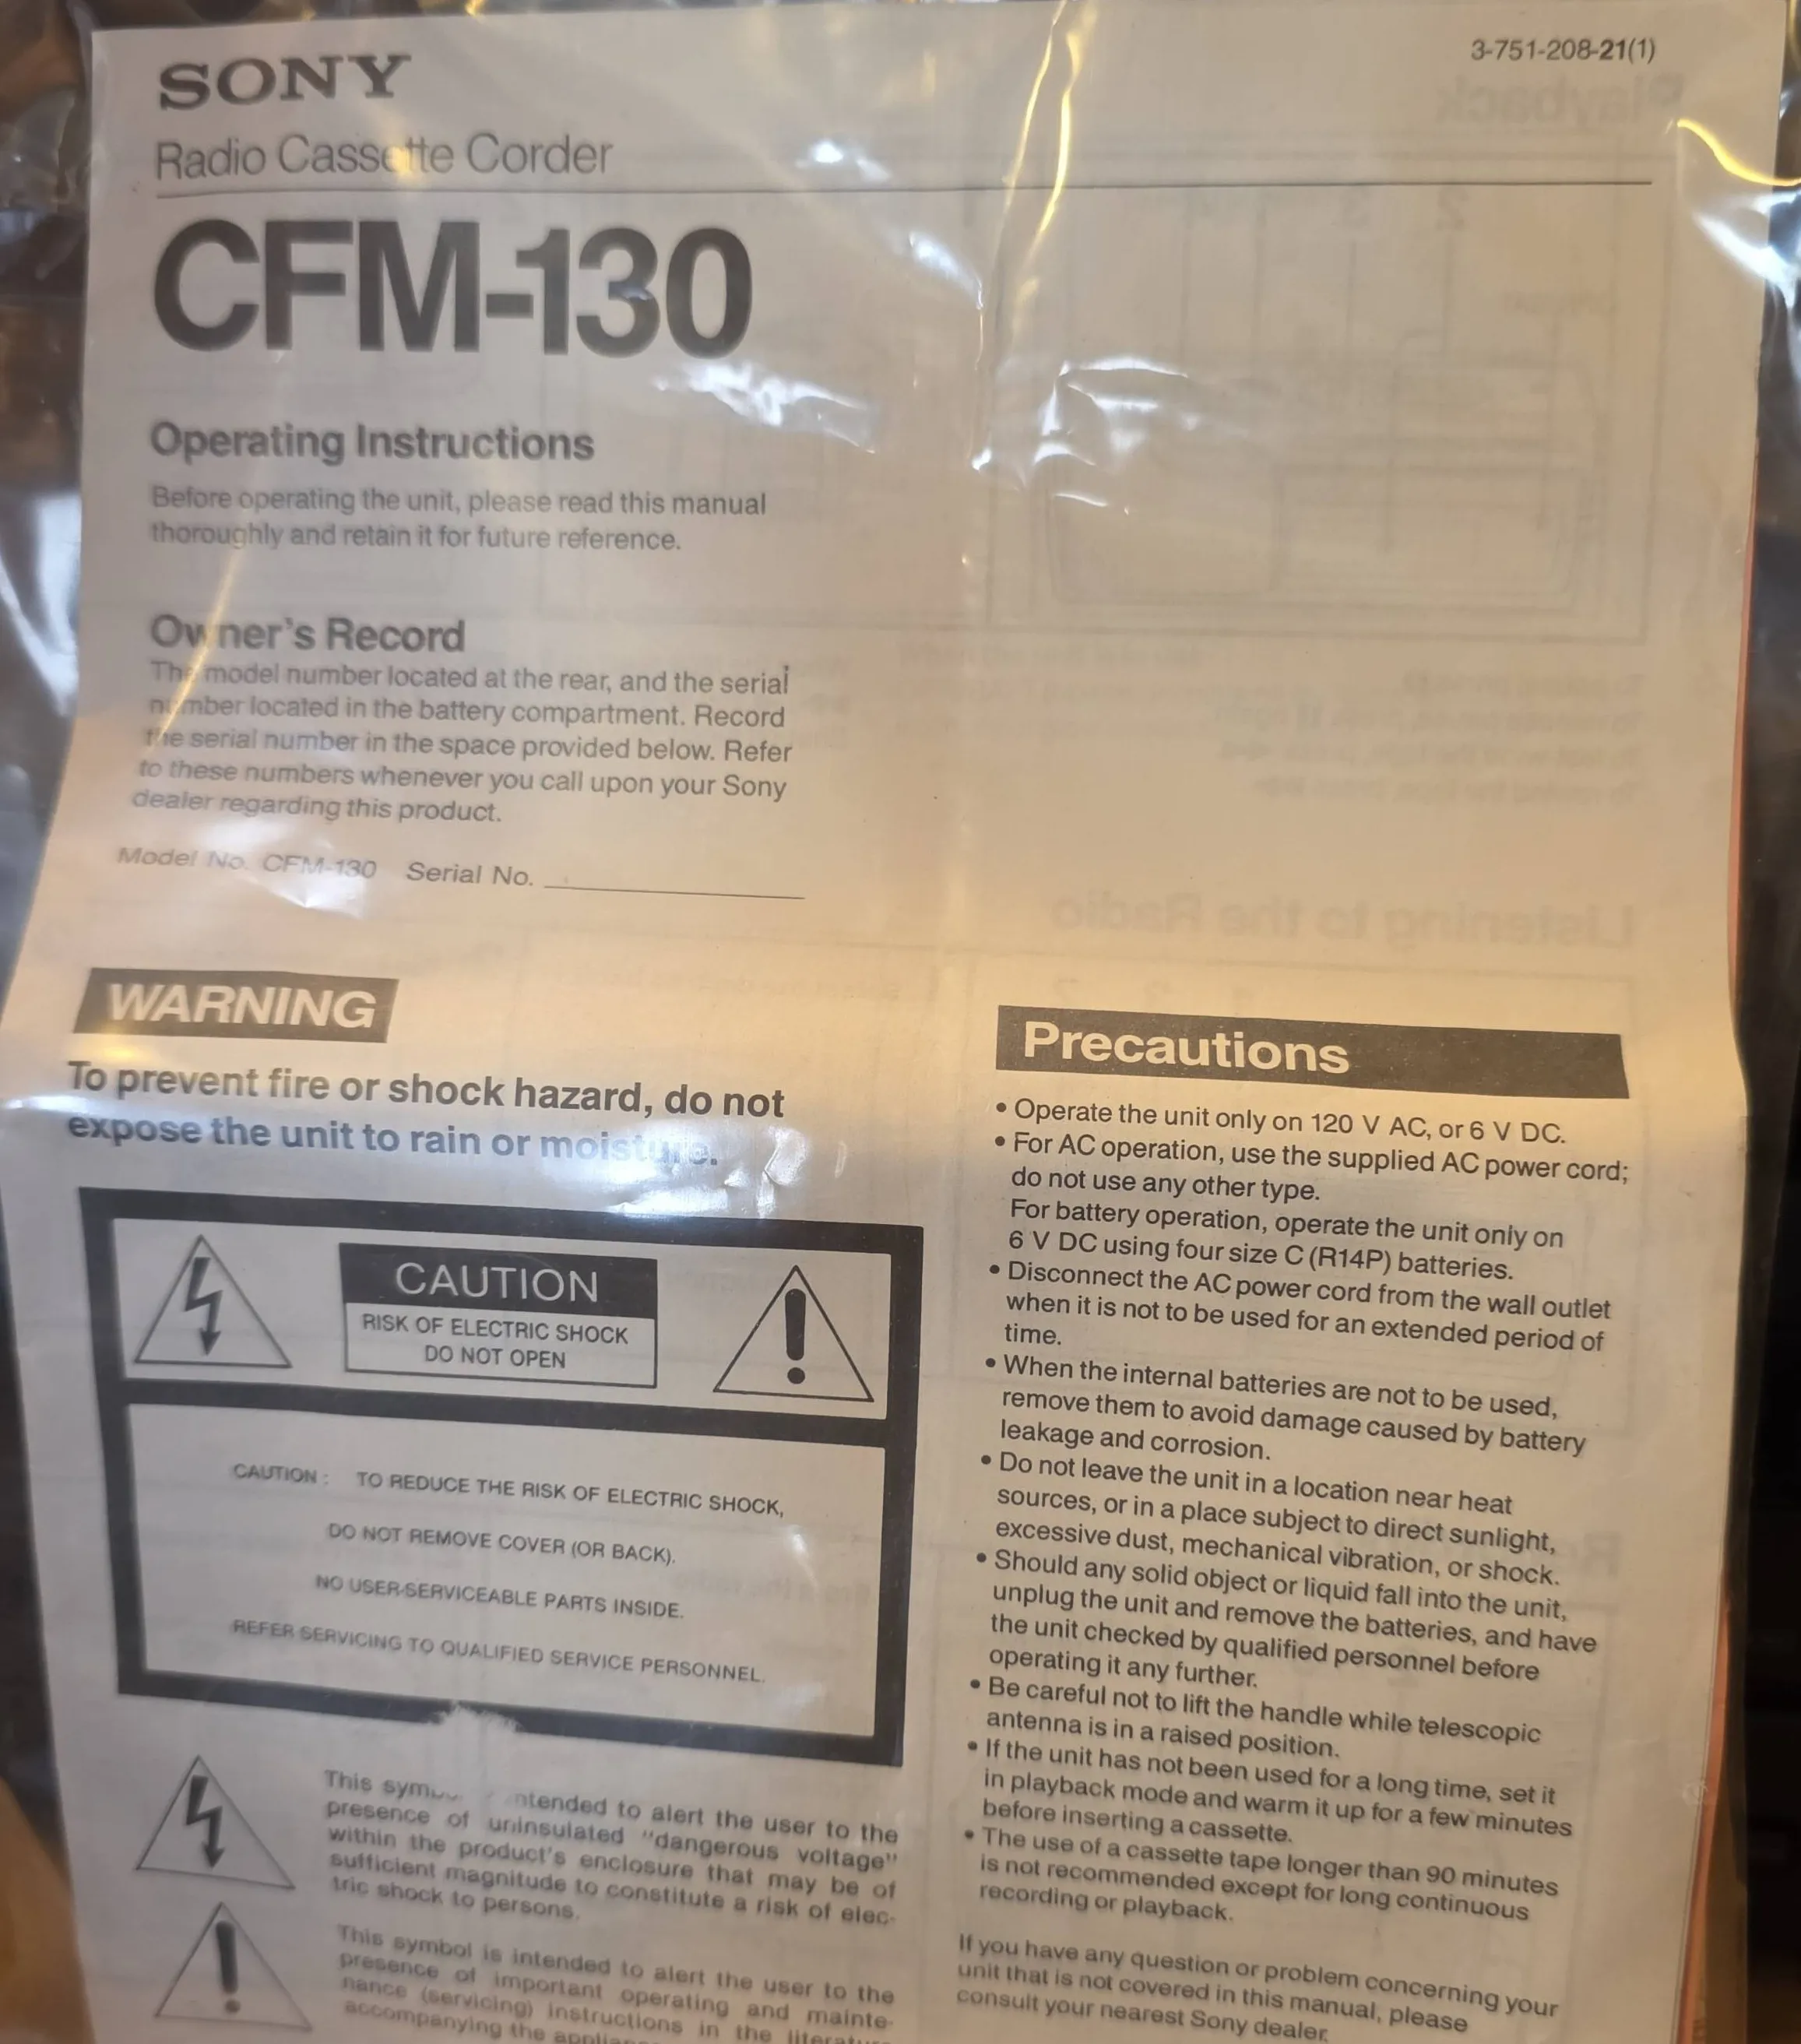 3-751-208-21(1)
SONY
Radio Cassette Corder
CFM-130
Operating Instructions
Before operating the unit, please read this manual
thoroughly and retain it for future reference.
Owner's Record
The model number located at the rear, and the serial
number located in the battery compartment. Record
the serial number in the space provided below. Refer
to these numbers whenever you call upon your Sony
dealer regarding this product.
Model No. CFM-130 Serial No.
WARNING
To prevent fire or shock hazard, do not
expose the unit to rain or moisture.
CAUTION
RISK OF ELECTRIC SHOCK
DO NOT OPEN
CAUTION : TO REDUCE THE RISK OF ELECTRIC SHOCK,
DO NOT REMOVE COVER (OR BACK).
NO USER-SERVICEABLE PARTS INSIDE.
REFER SERVICING TO QUALIFIED SERVICE PERSONNEL.
This intended to alert the user to the
presence of uninsulated "dangerous voltage"
within the product's enclosure that may be of
sufficient magnitude to constitute a risk of elec-
tric shock to persons.
This symbol is intended to alert the user to the
presence of important operating and mainte-
nance (servicing) instructions in the literature
accompanying the
Precautions
• Operate the unit only on 120 V AC, or 6 V DC.
• For AC operation, use the supplied AC power cord;
do not use any other type.
For battery operation, operate the unit only on
6 V DC using four size C (R14P) batteries.
• Disconnect the AC power cord from the wall outlet
when it is not to be used for an extended period of
time.
• When the internal batteries are not to be used,
remove them to avoid damage caused by battery
leakage and corrosion.
• Do not leave the unit in a location near heat
sources, or in a place subject to direct sunlight,
excessive dust, mechanical vibration, or shock.
• Should any solid object or liquid fall into the unit,
unplug the unit and remove the batteries, and have
the unit checked by qualified personnel before
operating it any further.
• Be careful not to lift the handle while telescopic
antenna is in a raised position.
• If the unit has not been used for a long time, set it
in playback mode and warm it up for a few minutes
before inserting a cassette.
• The use of a cassette tape longer than 90 minutes
is not recommended except for long continuous
recording or playback.
If you have any question or problem concerning your
unit that is not covered in this manual, please
consult your nearest Sony dealer.